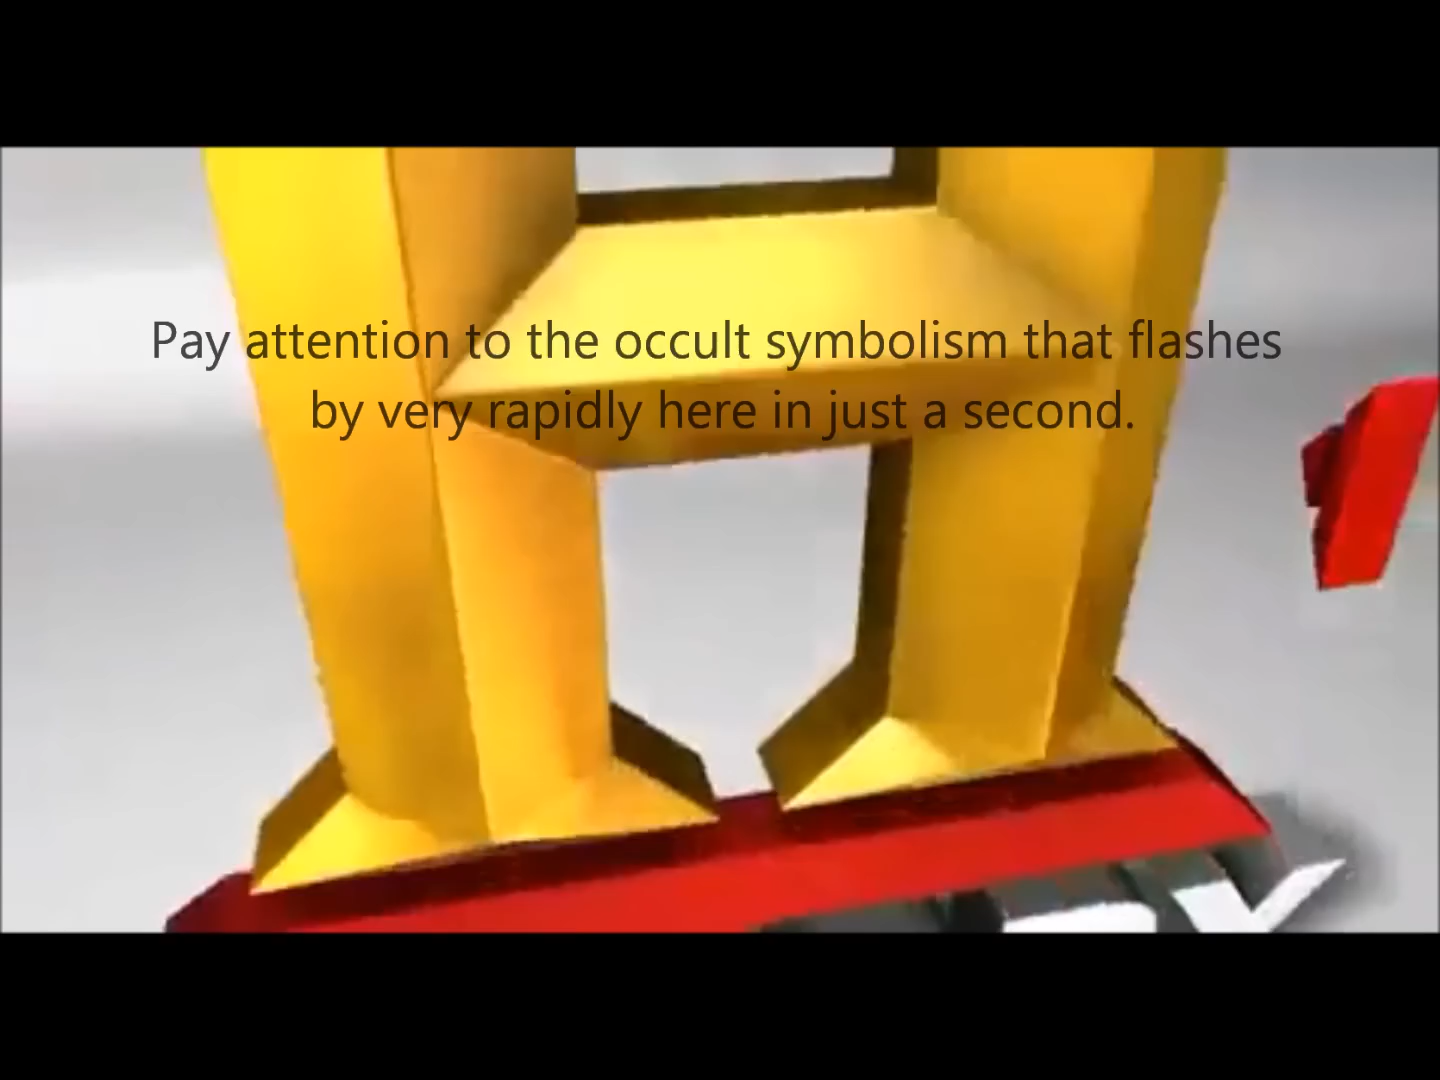 Pay attention to the occult symbolism that flashes
by very rapidly here in just a second.
H